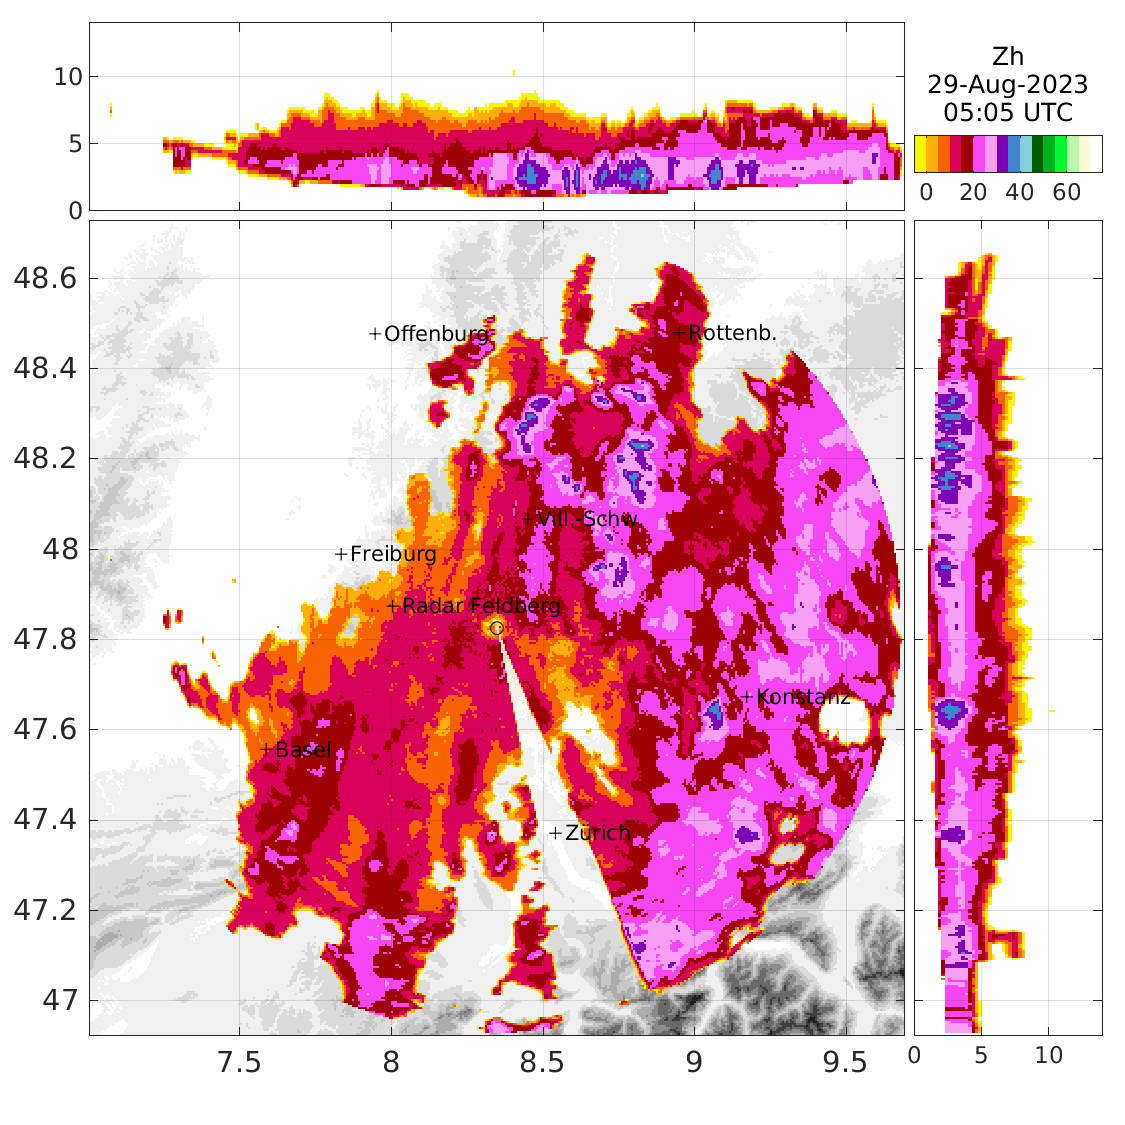 Zh
29-Aug-2023
05:05 UTC
0 20 40 60
10
5
0
48.6
48.4
48.2
48
47.8
47.6
47.4
47.2
47
+Offenburg
+Rottenb.
+Vill.-Schw.
+Freiburg
+Radar Feldberg
+Konstanz
+Basel
+Zürich
7.5 8 8.5 9 9.5
0 5 10